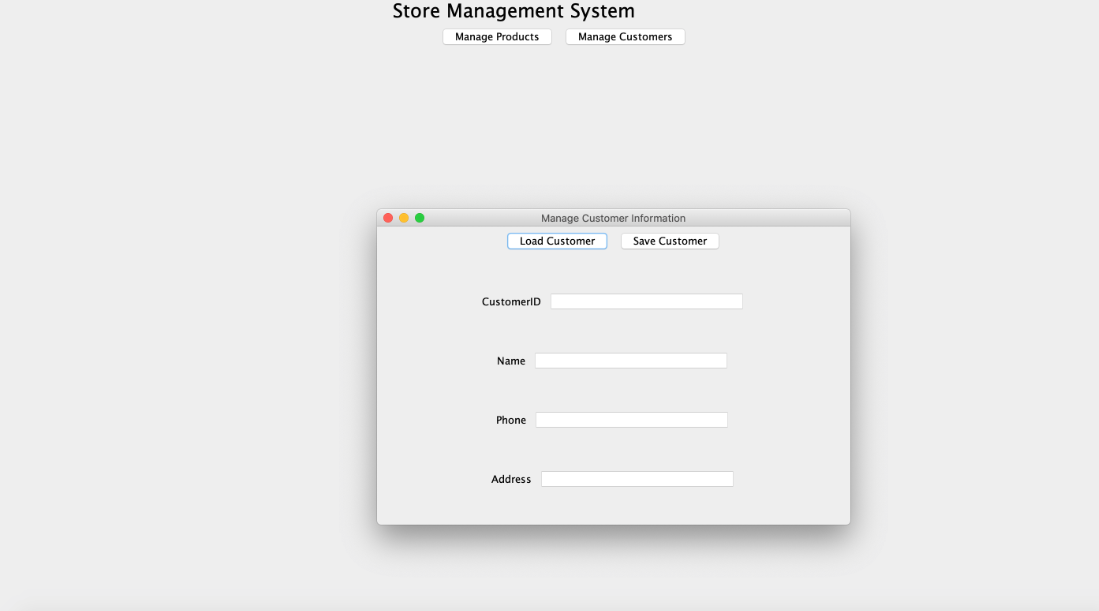 Store Management System
Manage Products Manage Customers
Manage Customer Information
Load Customer Save Customer
CustomerID
Name
Phone
Address